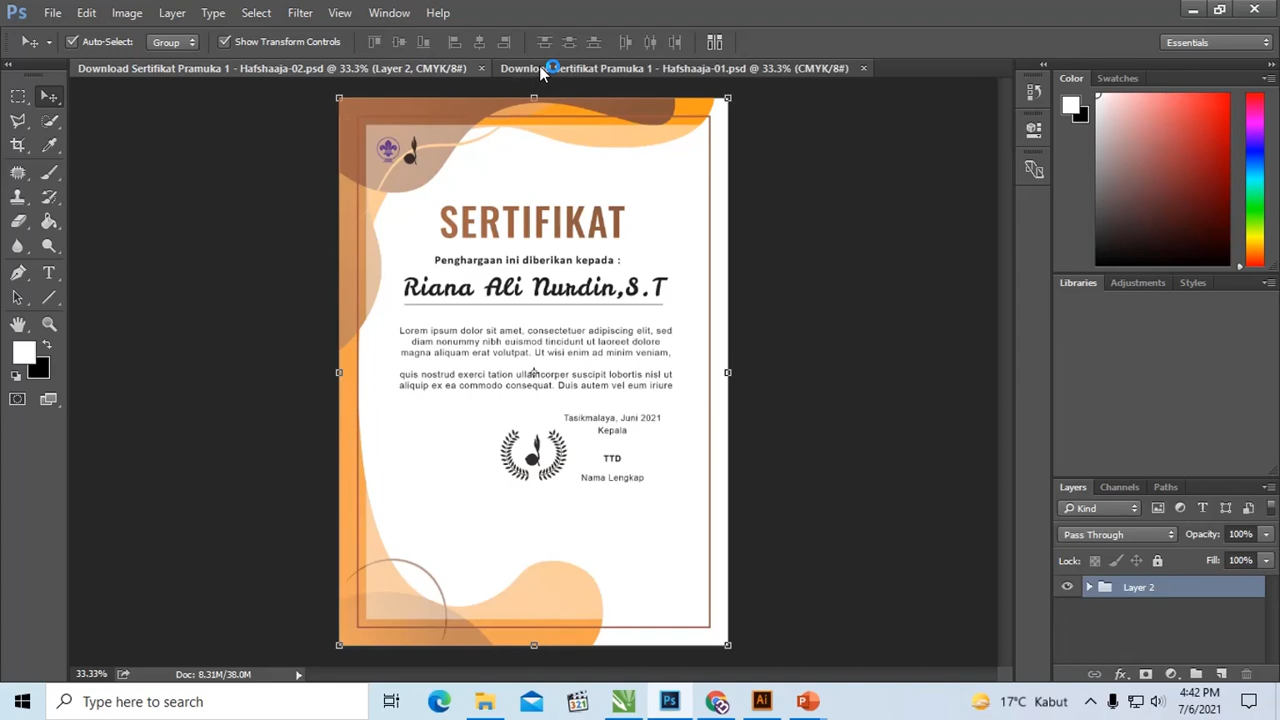 Ps File Edit Image Layer Type Select Filter View Window Help
Auto-Select: Group Show Transform Controls Essentials
Download Sertifikat Pramuka 1 - Hafshaaja-02.psd @ 33.3% (Layer 2, CMYK/8#) × Download Sertifikat Pramuka 1 - Hafshaaja-01.psd @ 33.3% (CMYK/8#) ×
Color Swatches
SERTIFIKAT
Penghargaan ini diberikan kepada :
Riana Ali Nurdin,S.T
Lorem ipsum dolor sit amet, consectetuer adipiscing elit, sed
diam nonummy nibh euismod tincidunt ut laoreet dolore
magna aliquam erat volutpat. Ut wisi enim ad minim veniam,
quis nostrud exerci tation ullamcorper suscipit lobortis nisl ut
aliquip ex ea commodo consequat. Duis autem vel eum iriure
Tasikmalaya, Juni 2021
Kepala
TTD
Nama Lengkap
Libraries Adjustments Styles
Layers Channels Paths
Kind
Pass Through Opacity: 100%
Lock: Fill: 100%
Layer 2
33.33% Doc: 8.31M/38.0M
Type here to search
321
Ps
Ai
P
17°C Kabut
4:42 PM
7/6/2021